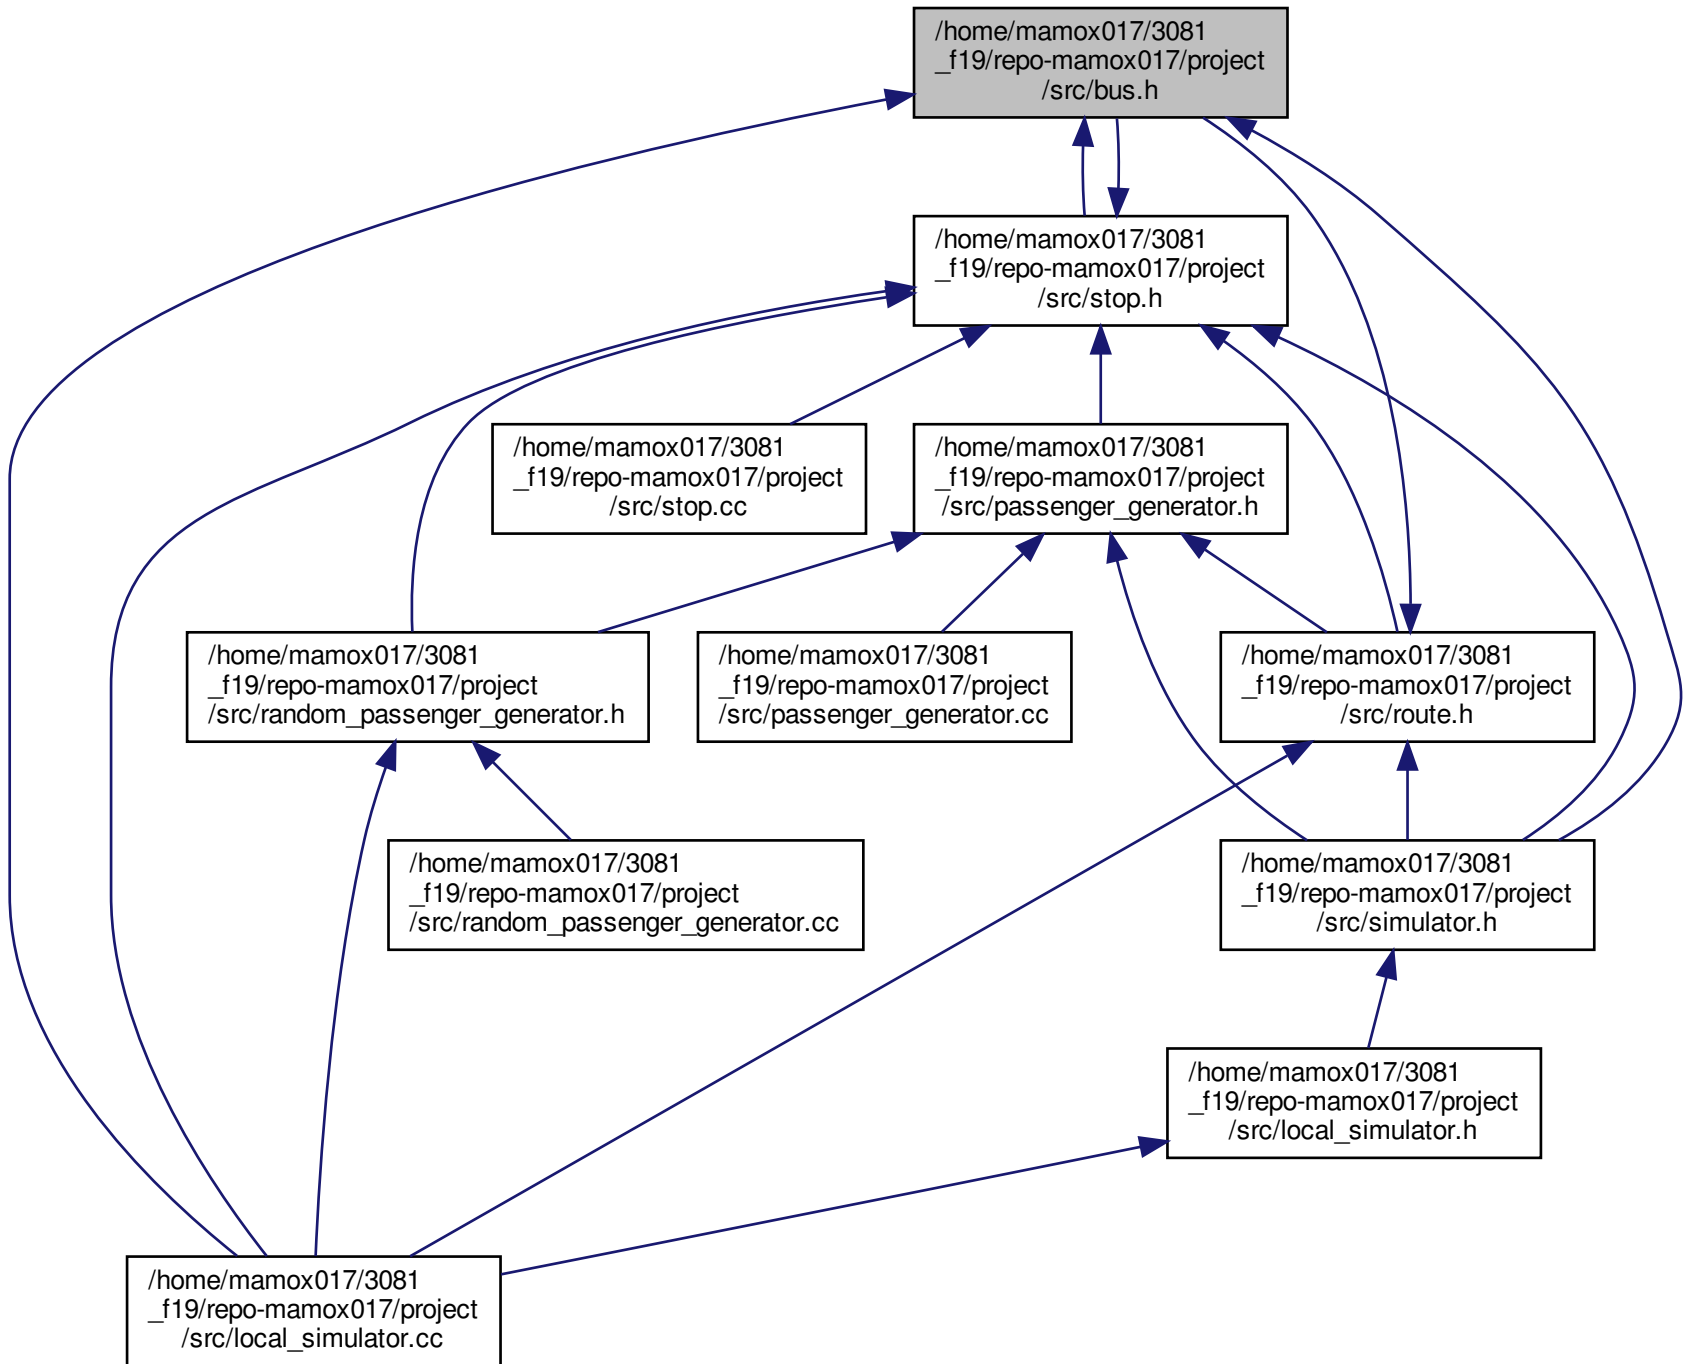 /home/mamox017/3081
_f19/repo-mamox017/project
/src/bus.h
/home/mamox017/3081
_f19/repo-mamox017/project
/src/stop.h
/home/mamox017/3081
_f19/repo-mamox017/project
/src/stop.cc
/home/mamox017/3081
_f19/repo-mamox017/project
/src/passenger_generator.h
/home/mamox017/3081
_f19/repo-mamox017/project
/src/random_passenger_generator.h
/home/mamox017/3081
_f19/repo-mamox017/project
/src/passenger_generator.cc
/home/mamox017/3081
_f19/repo-mamox017/project
/src/route.h
/home/mamox017/3081
_f19/repo-mamox017/project
/src/random_passenger_generator.cc
/home/mamox017/3081
_f19/repo-mamox017/project
/src/simulator.h
/home/mamox017/3081
_f19/repo-mamox017/project
/src/local_simulator.h
/home/mamox017/3081
_f19/repo-mamox017/project
/src/local_simulator.cc